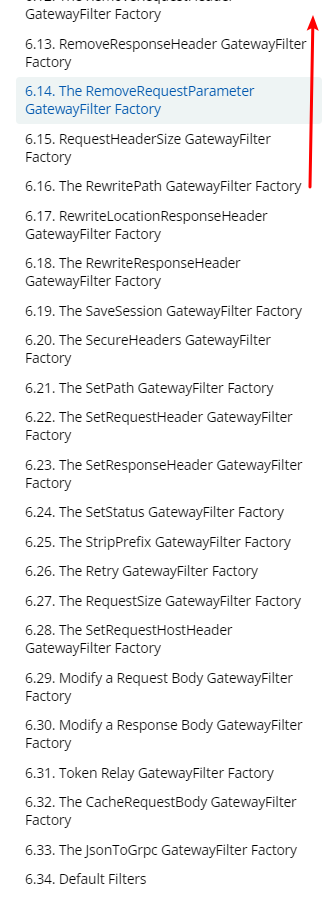 6.12. The RemoveRequestHeader
GatewayFilter Factory
6.13. RemoveResponseHeader GatewayFilter
Factory
6.14. The RemoveRequestParameter
GatewayFilter Factory
6.15. RequestHeaderSize GatewayFilter
Factory
6.16. The RewritePath GatewayFilter Factory
6.17. RewriteLocationResponseHeader
GatewayFilter Factory
6.18. The RewriteResponseHeader
GatewayFilter Factory
6.19. The SaveSession GatewayFilter Factory
6.20. The SecureHeaders GatewayFilter
Factory
6.21. The SetPath GatewayFilter Factory
6.22. The SetRequestHeader GatewayFilter
Factory
6.23. The SetResponseHeader GatewayFilter
Factory
6.24. The SetStatus GatewayFilter Factory
6.25. The StripPrefix GatewayFilter Factory
6.26. The Retry GatewayFilter Factory
6.27. The RequestSize GatewayFilter Factory
6.28. The SetRequestHostHeader
GatewayFilter Factory
6.29. Modify a Request Body GatewayFilter
Factory
6.30. Modify a Response Body GatewayFilter
Factory
6.31. Token Relay GatewayFilter Factory
6.32. The CacheRequestBody GatewayFilter
Factory
6.33. The JsonToGrpc GatewayFilter Factory
6.34. Default Filters